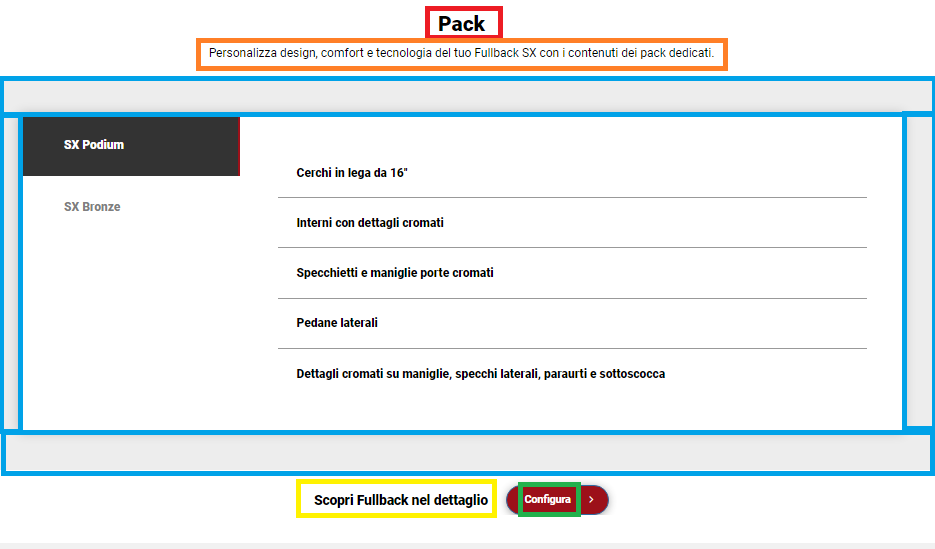 Pack
Personalizza design, comfort e tecnologia del tuo Fullback SX con i contenuti dei pack dedicati.
SX Podium
SX Bronze
Cerchi in lega da 16"
Interni con dettagli cromati
Specchietti e maniglie porte cromati
Pedane laterali
Dettagli cromati su maniglie, specchi laterali, paraurti e sottoscocca
Scopri Fullback nel dettaglio
Configura